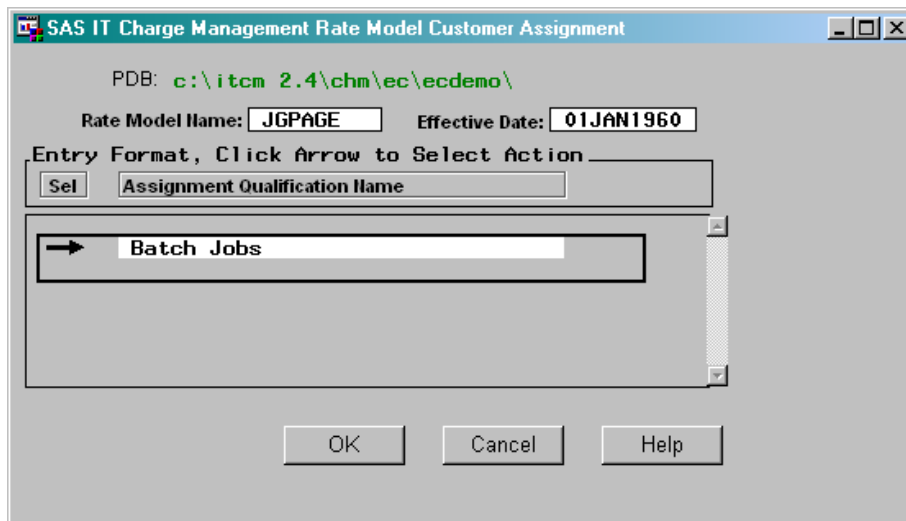 SAS IT Charge Management Rate Model Customer Assignment
PDB: c:\itcm 2.4\chm\ec\ecdemo\
Rate Model Name: JGPAGE Effective Date: 01JAN1960
Entry Format, Click Arrow to Select Action
Sel Assignment Qualification Name
Batch Jobs
OK Cancel Help